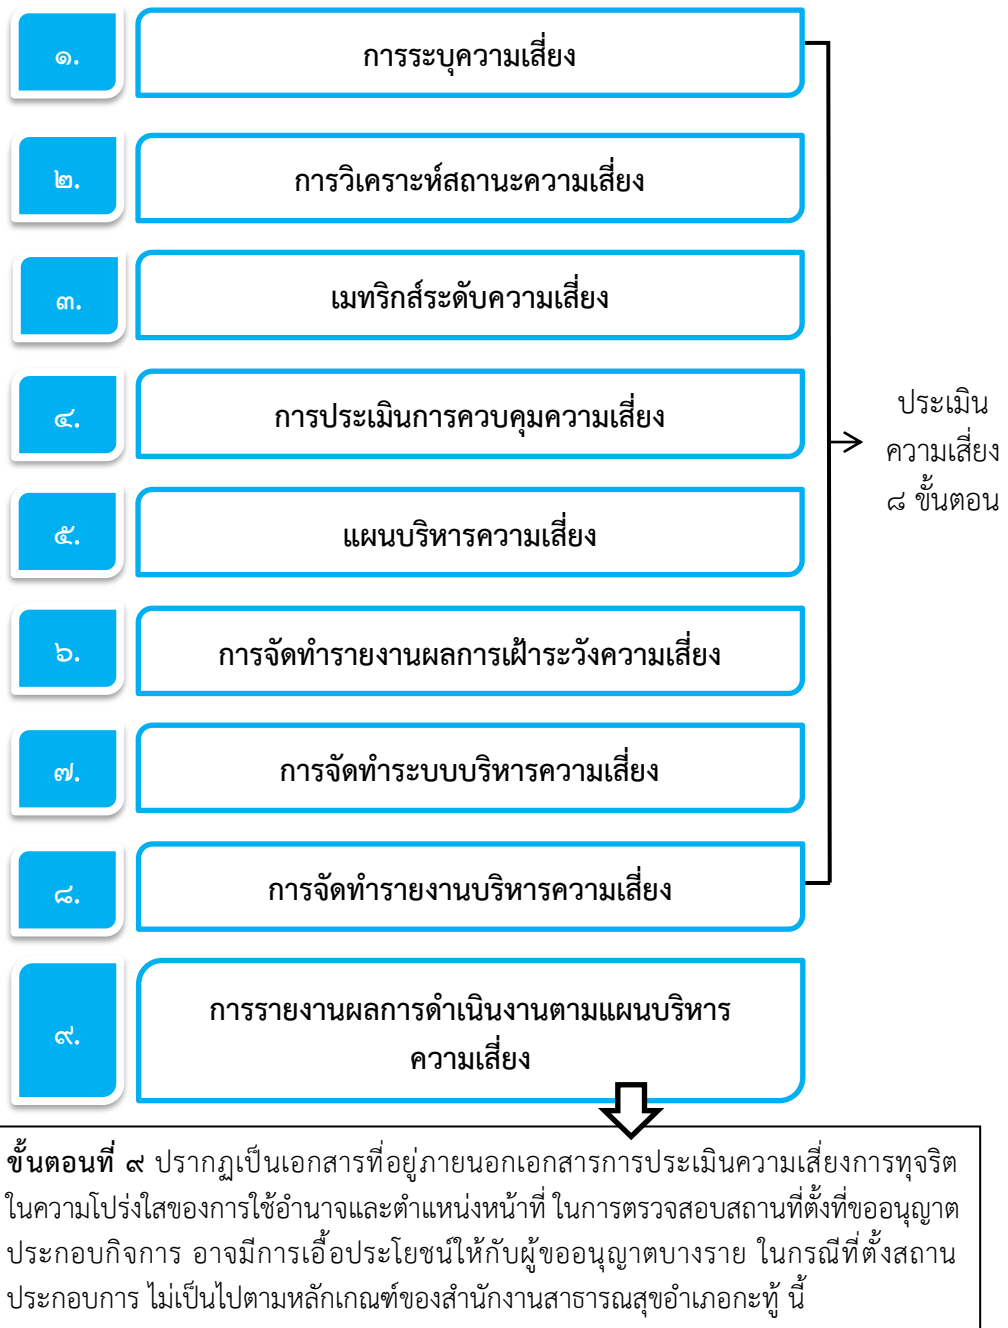 ๑. การระบุความเสี่ยง
๒. การวิเคราะห์สถานะความเสี่ยง
๓. เมทริกส์ระดับความเสี่ยง
๔. การประเมินการควบคุมความเสี่ยง
๕. แผนบริหารความเสี่ยง
๖. การจัดทำรายงานผลการเฝ้าระวังความเสี่ยง
๗. การจัดทำระบบบริหารความเสี่ยง
๘. การจัดทำรายงานบริหารความเสี่ยง
ประเมิน
ความเสี่ยง
๘ ขั้นตอน
๙. การรายงานผลการดำเนินงานตามแผนบริหาร
ความเสี่ยง
ขั้นตอนที่ ๙ ปรากฏเป็นเอกสารที่อยู่ภายนอกเอกสารการประเมินความเสี่ยงการทุจริต
ในความโปร่งใสของการใช้อำนาจและตำแหน่งหน้าที่ ในการตรวจสอบสถานที่ตั้งที่ขออนุญาต
ประกอบกิจการ อาจมีการเอื้อประโยชน์ให้กับผู้ขออนุญาตบางราย ในกรณีที่ตั้งสถาน
ประกอบการ ไม่เป็นไปตามหลักเกณฑ์ของสำนักงานสาธารณสุขอำเภอกะทู้ นี้